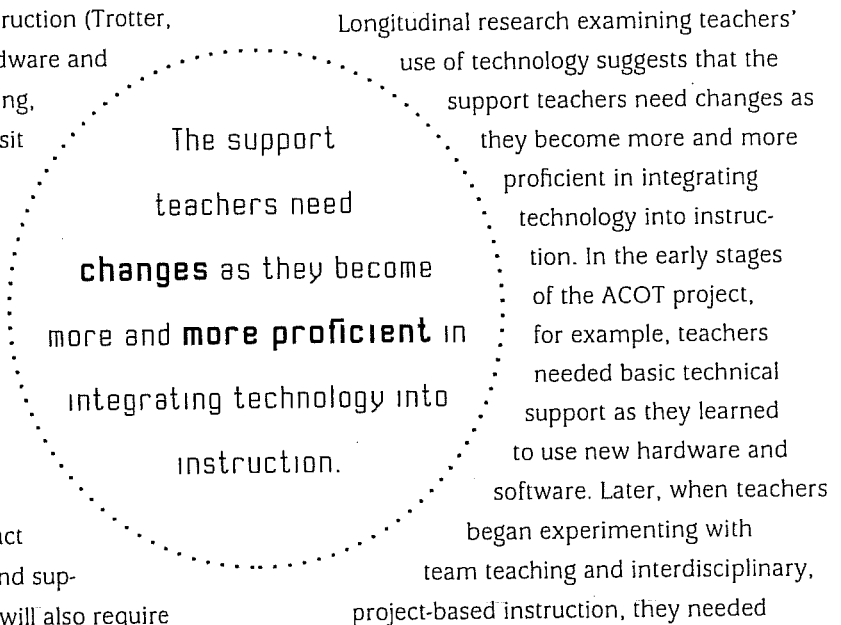 ruction (Trotter,
dware and
ng,
sit
The support
teachers need
changes as they become
more and more proficient in
integrating technology into
instruction.
act
nd sup-
will also require
Longitudinal research examining teachers’
use of technology suggests that the
support teachers need changes as
they become more and more
proficient in integrating
technology into instruc-
tion. In the early stages
of the ACOT project,
for example, teachers
needed basic technical
support as they learned
to use new hardware and
software. Later, when teachers
began experimenting with
team teaching and interdisciplinary,
project-based instruction, they needed